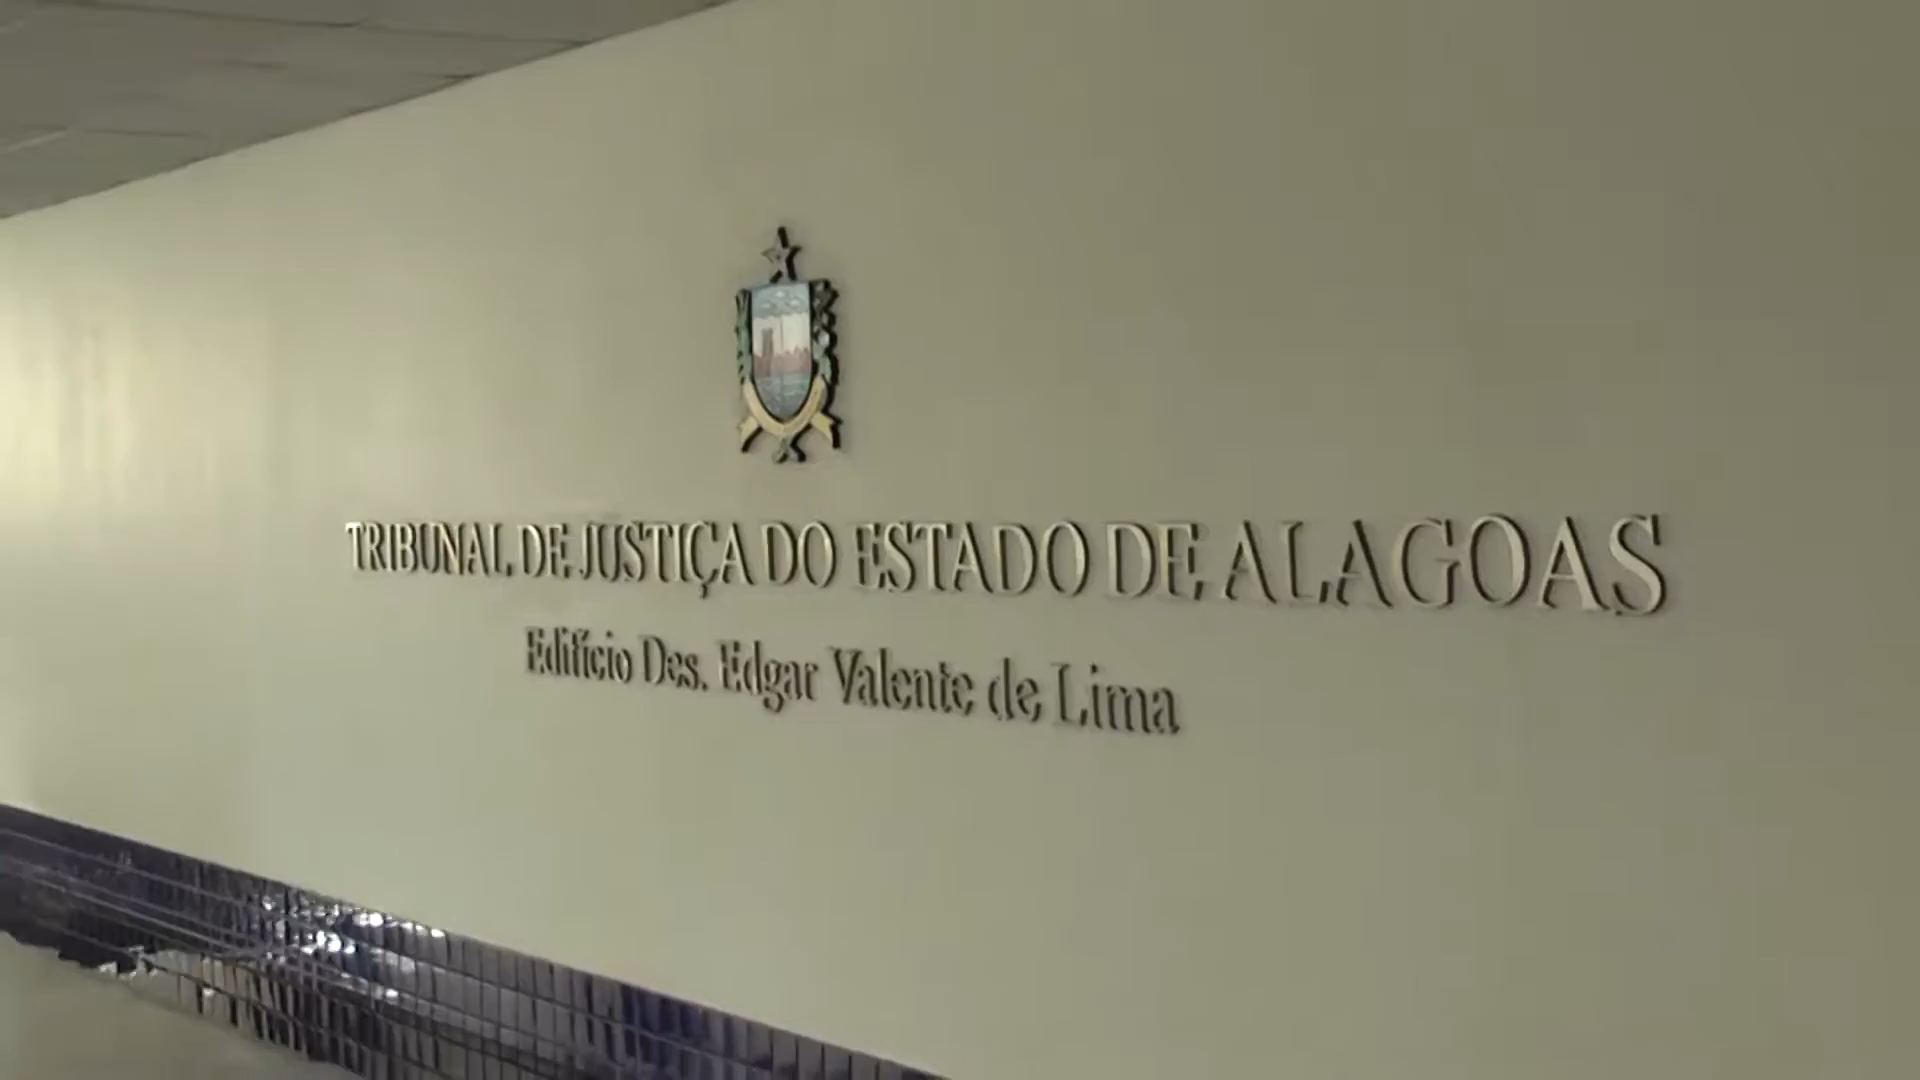 TRIBUNAL DE JUSTIÇA DO ESTADO DE ALAGOAS
Edifício Des. Edgar Valente de Lima